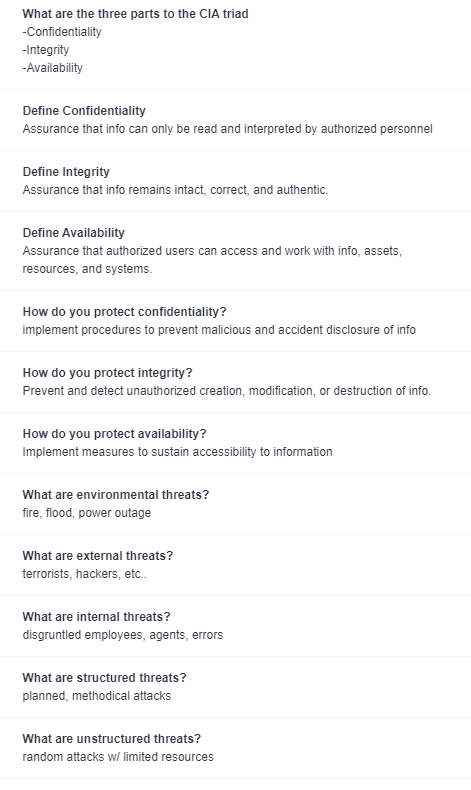 What are the three parts to the CIA triad
-Confidentiality
-Integrity
-Availability
Define Confidentiality
Assurance that info can only be read and interpreted by authorized personnel
Define Integrity
Assurance that info remains intact, correct, and authentic.
Define Availability
Assurance that authorized users can access and work with info, assets,
resources, and systems.
How do you protect confidentiality?
implement procedures to prevent malicious and accident disclosure of info
How do you protect integrity?
Prevent and detect unauthorized creation, modification, or destruction of info.
How do you protect availability?
Implement measures to sustain accessibility to information
What are environmental threats?
fire, flood, power outage
What are external threats?
terrorists, hackers, etc..
What are internal threats?
disgruntled employees, agents, errors
What are structured threats?
planned, methodical attacks
What are unstructured threats?
random attacks w/ limited resources